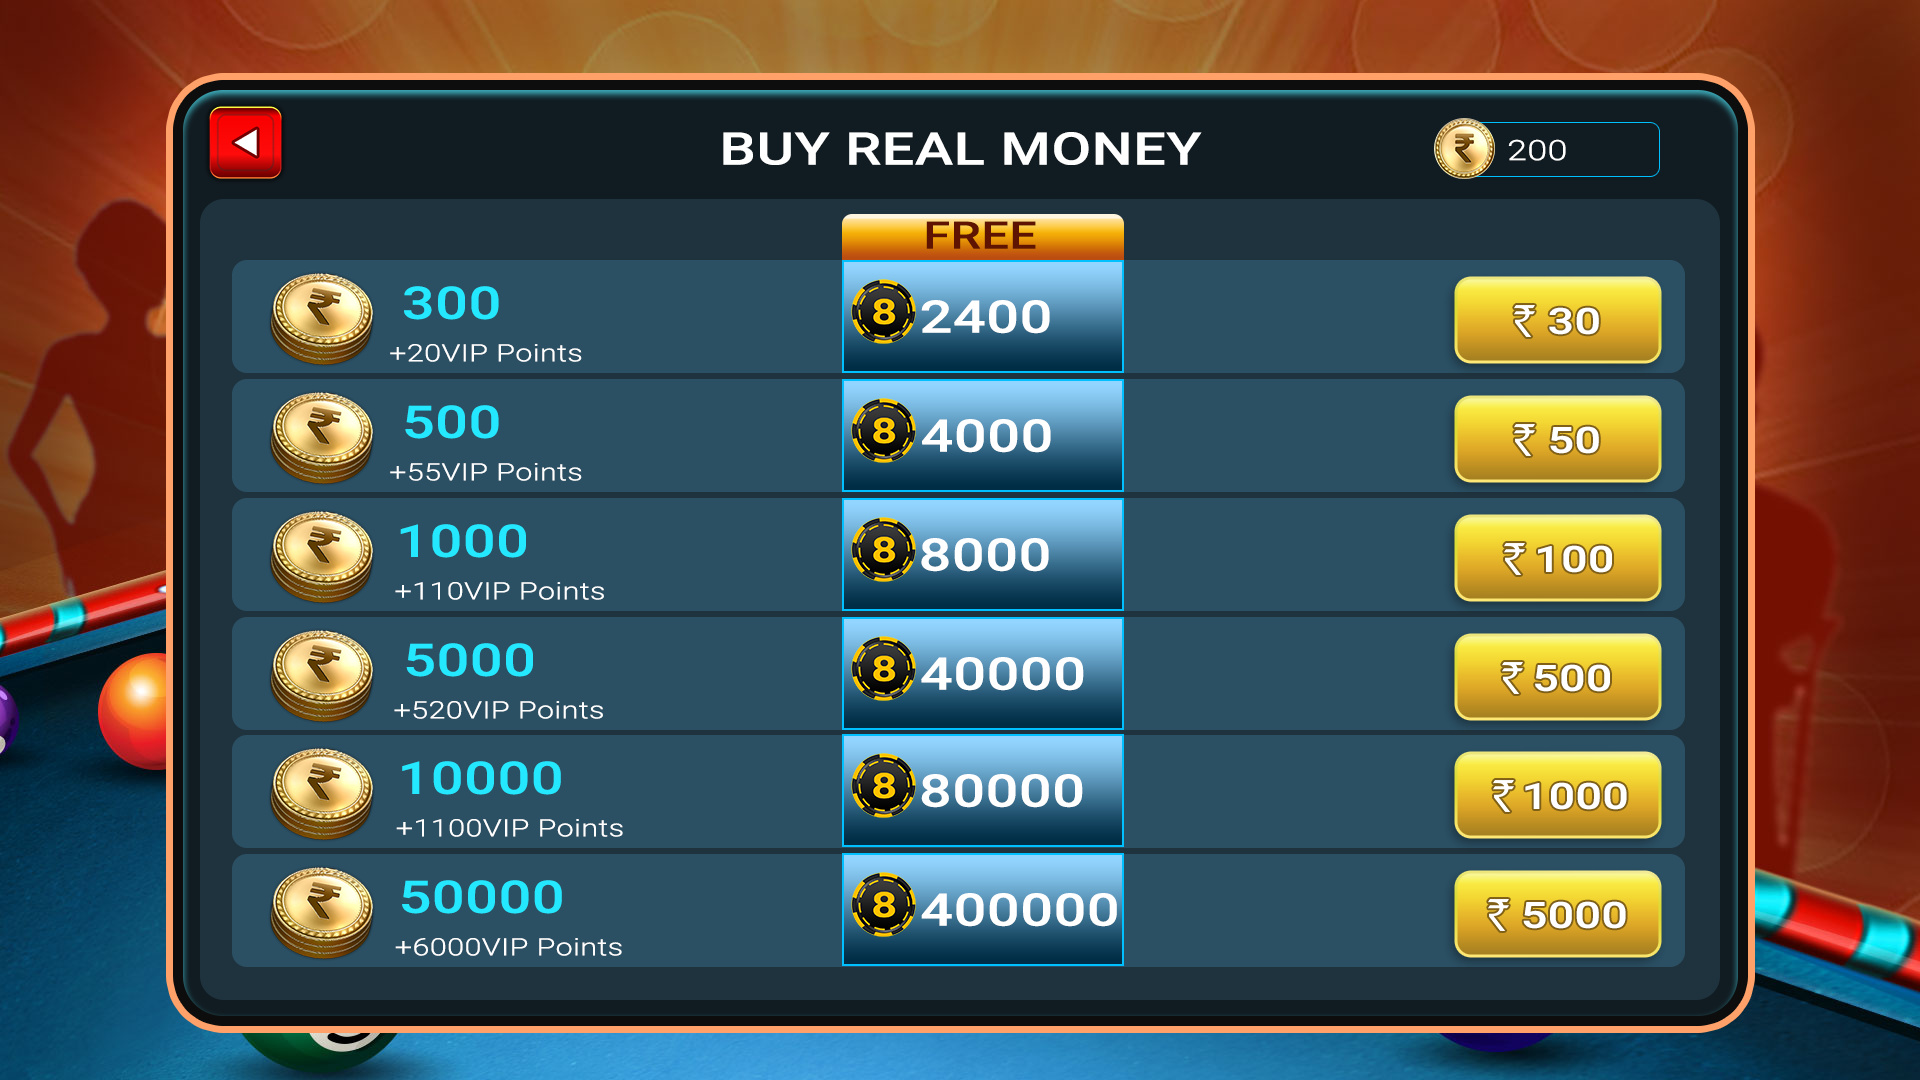 BUY REAL MONEY
₹ 200
FREE
₹ 300 8 2400 ₹ 30
+20VIP Points
₹ 500 8 4000 ₹ 50
+55VIP Points
₹ 1000 8 8000 ₹ 100
+110VIP Points
₹ 5000 8 40000 ₹ 500
+520VIP Points
₹ 10000 8 80000 ₹ 1000
+1100VIP Points
₹ 50000 8 400000 ₹ 5000
+6000VIP Points